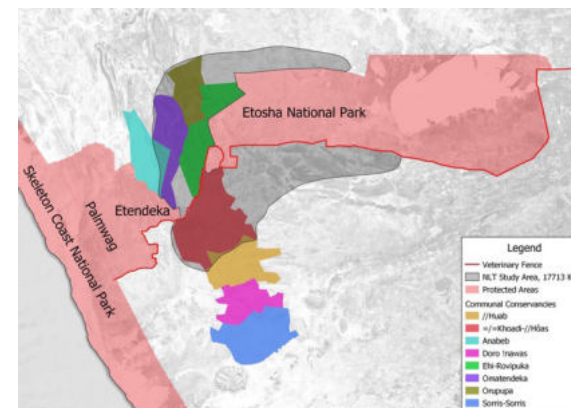 Etosha National Park
Etendeka
Palmwag
Skeleton Coast National Park
Legend
Veterinary Fence
NLT Study Area, 17713 K
Protected Areas
Communal Conservancies
//Huab
=/=Khoadi-//Hôas
Anabeb
Doro !nawas
Ehi-Rovipuka
Omatendeka
Orupupa
Sorris-Sorris